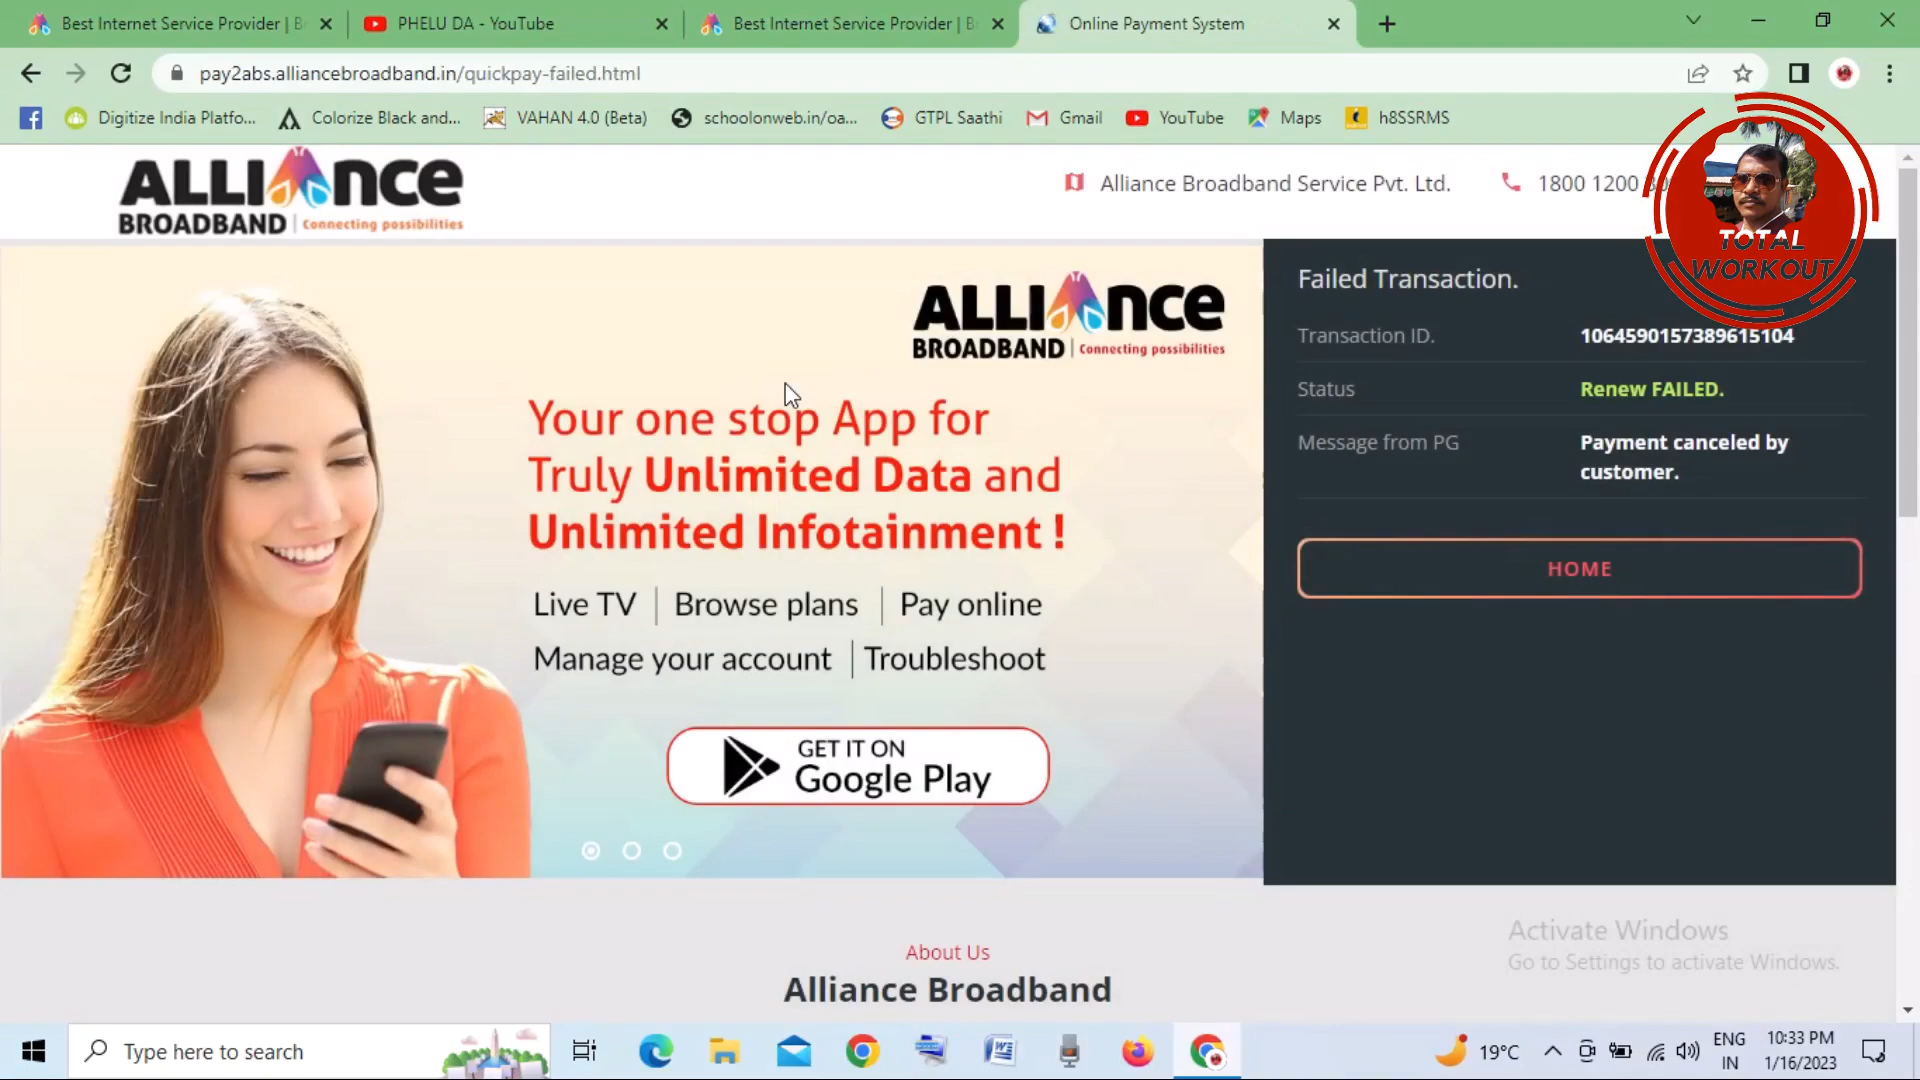 Best Internet Service Provider | B
PHELU DA - YouTube
Best Internet Service Provider | B
Online Payment System
pay2abs.alliancebroadband.in/quickpay-failed.html
Digitize India Platfo...
Colorize Black and...
VAHAN 4.0 (Beta)
schoolonweb.in/oa...
GTPL Saathi
Gmail
YouTube
Maps
h8SSRMS
ALLIANCE
BROADBAND | Connecting possibilities
Alliance Broadband Service Pvt. Ltd.
1800 1200
TOTAL
WORKOUT
ALLIANCE
BROADBAND | Connecting possibilities
Your one stop App for
Truly Unlimited Data and
Unlimited Infotainment !
Live TV | Browse plans | Pay online
Manage your account | Troubleshoot
GET IT ON
Google Play
Failed Transaction.
Transaction ID. 1064590157389615104
Status Renew FAILED.
Message from PG Payment canceled by
customer.
HOME
About Us
Alliance Broadband
Activate Windows
Go to Settings to activate Windows.
Type here to search
19°C
ENG
IN
10:33 PM
1/16/2023